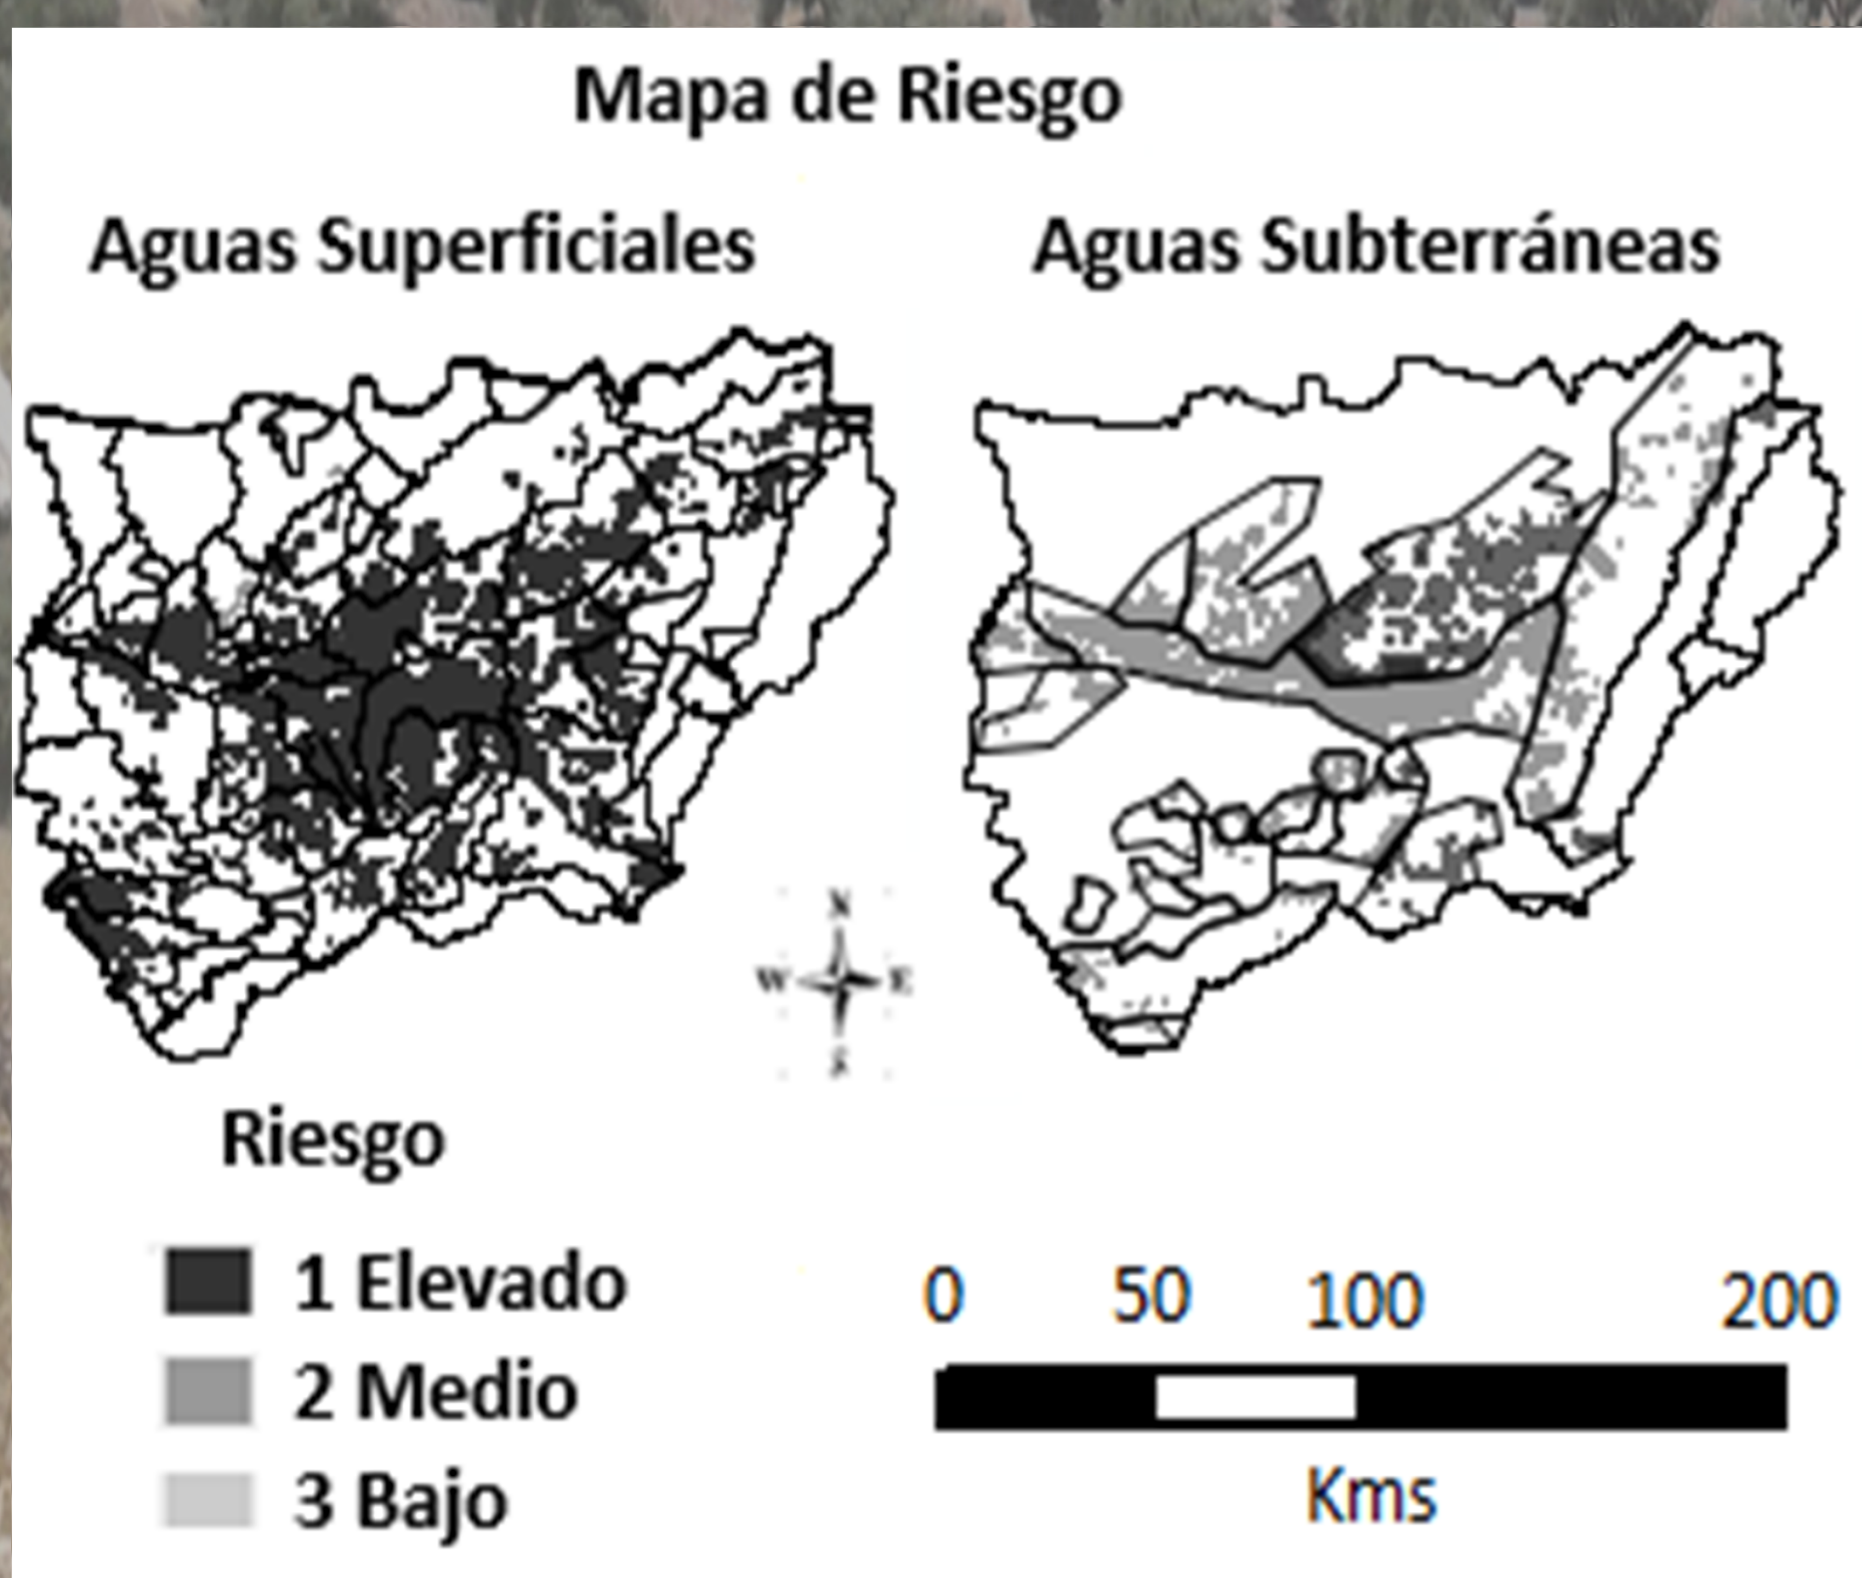 Mapa de Riesgo
Aguas Superficiales
Aguas Subterráneas
N
W E
S
Riesgo
1 Elevado
2 Medio
3 Bajo
0 50 100 200
Kms